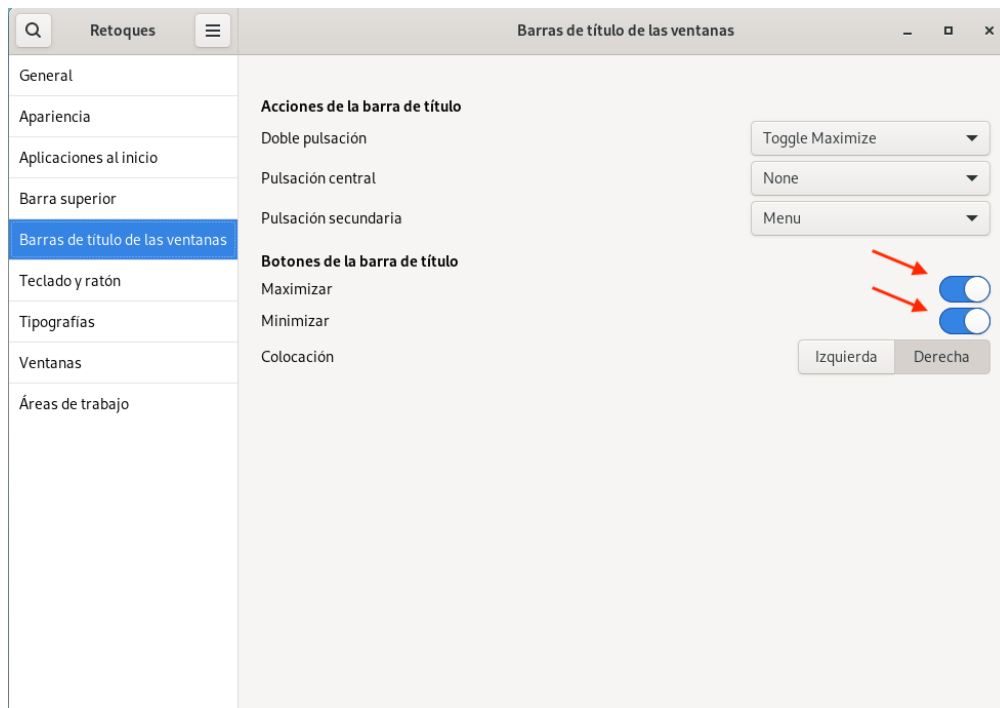 Retoques
Barras de título de las ventanas
General
Apariencia
Aplicaciones al inicio
Barra superior
Barras de título de las ventanas
Teclado y ratón
Tipografías
Ventanas
Áreas de trabajo
Acciones de la barra de título
Doble pulsación
Toggle Maximize
Pulsación central
None
Pulsación secundaria
Menu
Botones de la barra de título
Maximizar
Minimizar
Colocación
Izquierda
Derecha